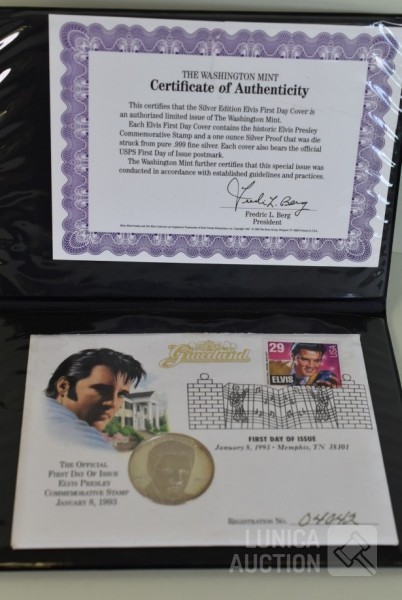 THE WASHINGTON MINT
Certificate of Authenticity
This certifies that the Silver Edition Elvis First Day Cover is
an authorized limited issue of The Washington Mint.
Each Elvis First Day Cover contains the historic Elvis Presley
Commemorative Stamp and a one ounce Silver Proof that was die
struck from pure .999 fine silver. Each cover also bears the official
USPS First Day of Issue postmark.
The Washington Mint further certifies that this special issue was
conducted in accordance with established guidelines and practices.
Fredric L. Berg
Fredric L. Berg
President
Graceland
29
USA
ELVIS
FIRST DAY OF ISSUE
January 8, 1993 • Memphis, TN 38101
THE OFFICIAL
FIRST DAY OF ISSUE
ELVIS PRESLEY
COMMEMORATIVE STAMP
JANUARY 8, 1993
REGISTRATION NO. 04042
LUNICA
AUCTION